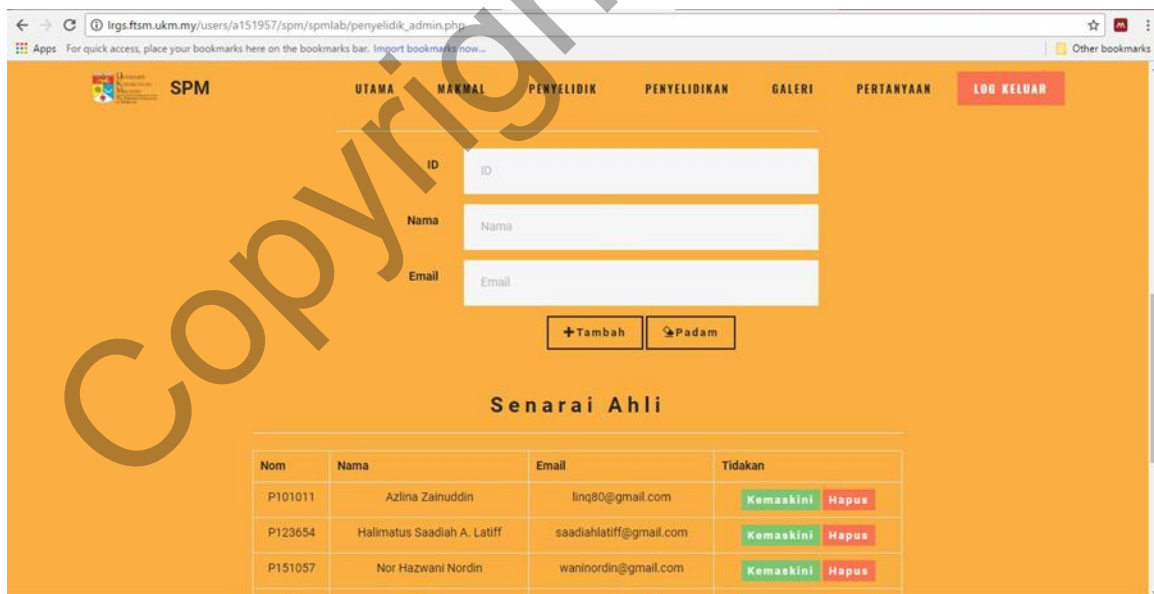 lrgs.ftsm.ukm.my/users/a151957/spm/spmlab/penyelidik_admin.php
Apps For quick access, place your bookmarks here on the bookmarks bar. Import bookmarks now... Other bookmarks
SPM UTAMA MAKMAL PENYELIDIK PENYELIDIKAN GALERI PERTANYAAN LOG KELUAR
ID ID
Nama Nama
Email Email
+Tambah Padam
Senarai Ahli
Nom Nama Email Tidakan
P101011 Azlina Zainuddin linq80@gmail.com Kemaskini Hapus
P123654 Halimatus Saadiah A. Latiff saadiahlatiff@gmail.com Kemaskini Hapus
P151057 Nor Hazwani Nordin waninordin@gmail.com Kemaskini Hapus
Copyrigh